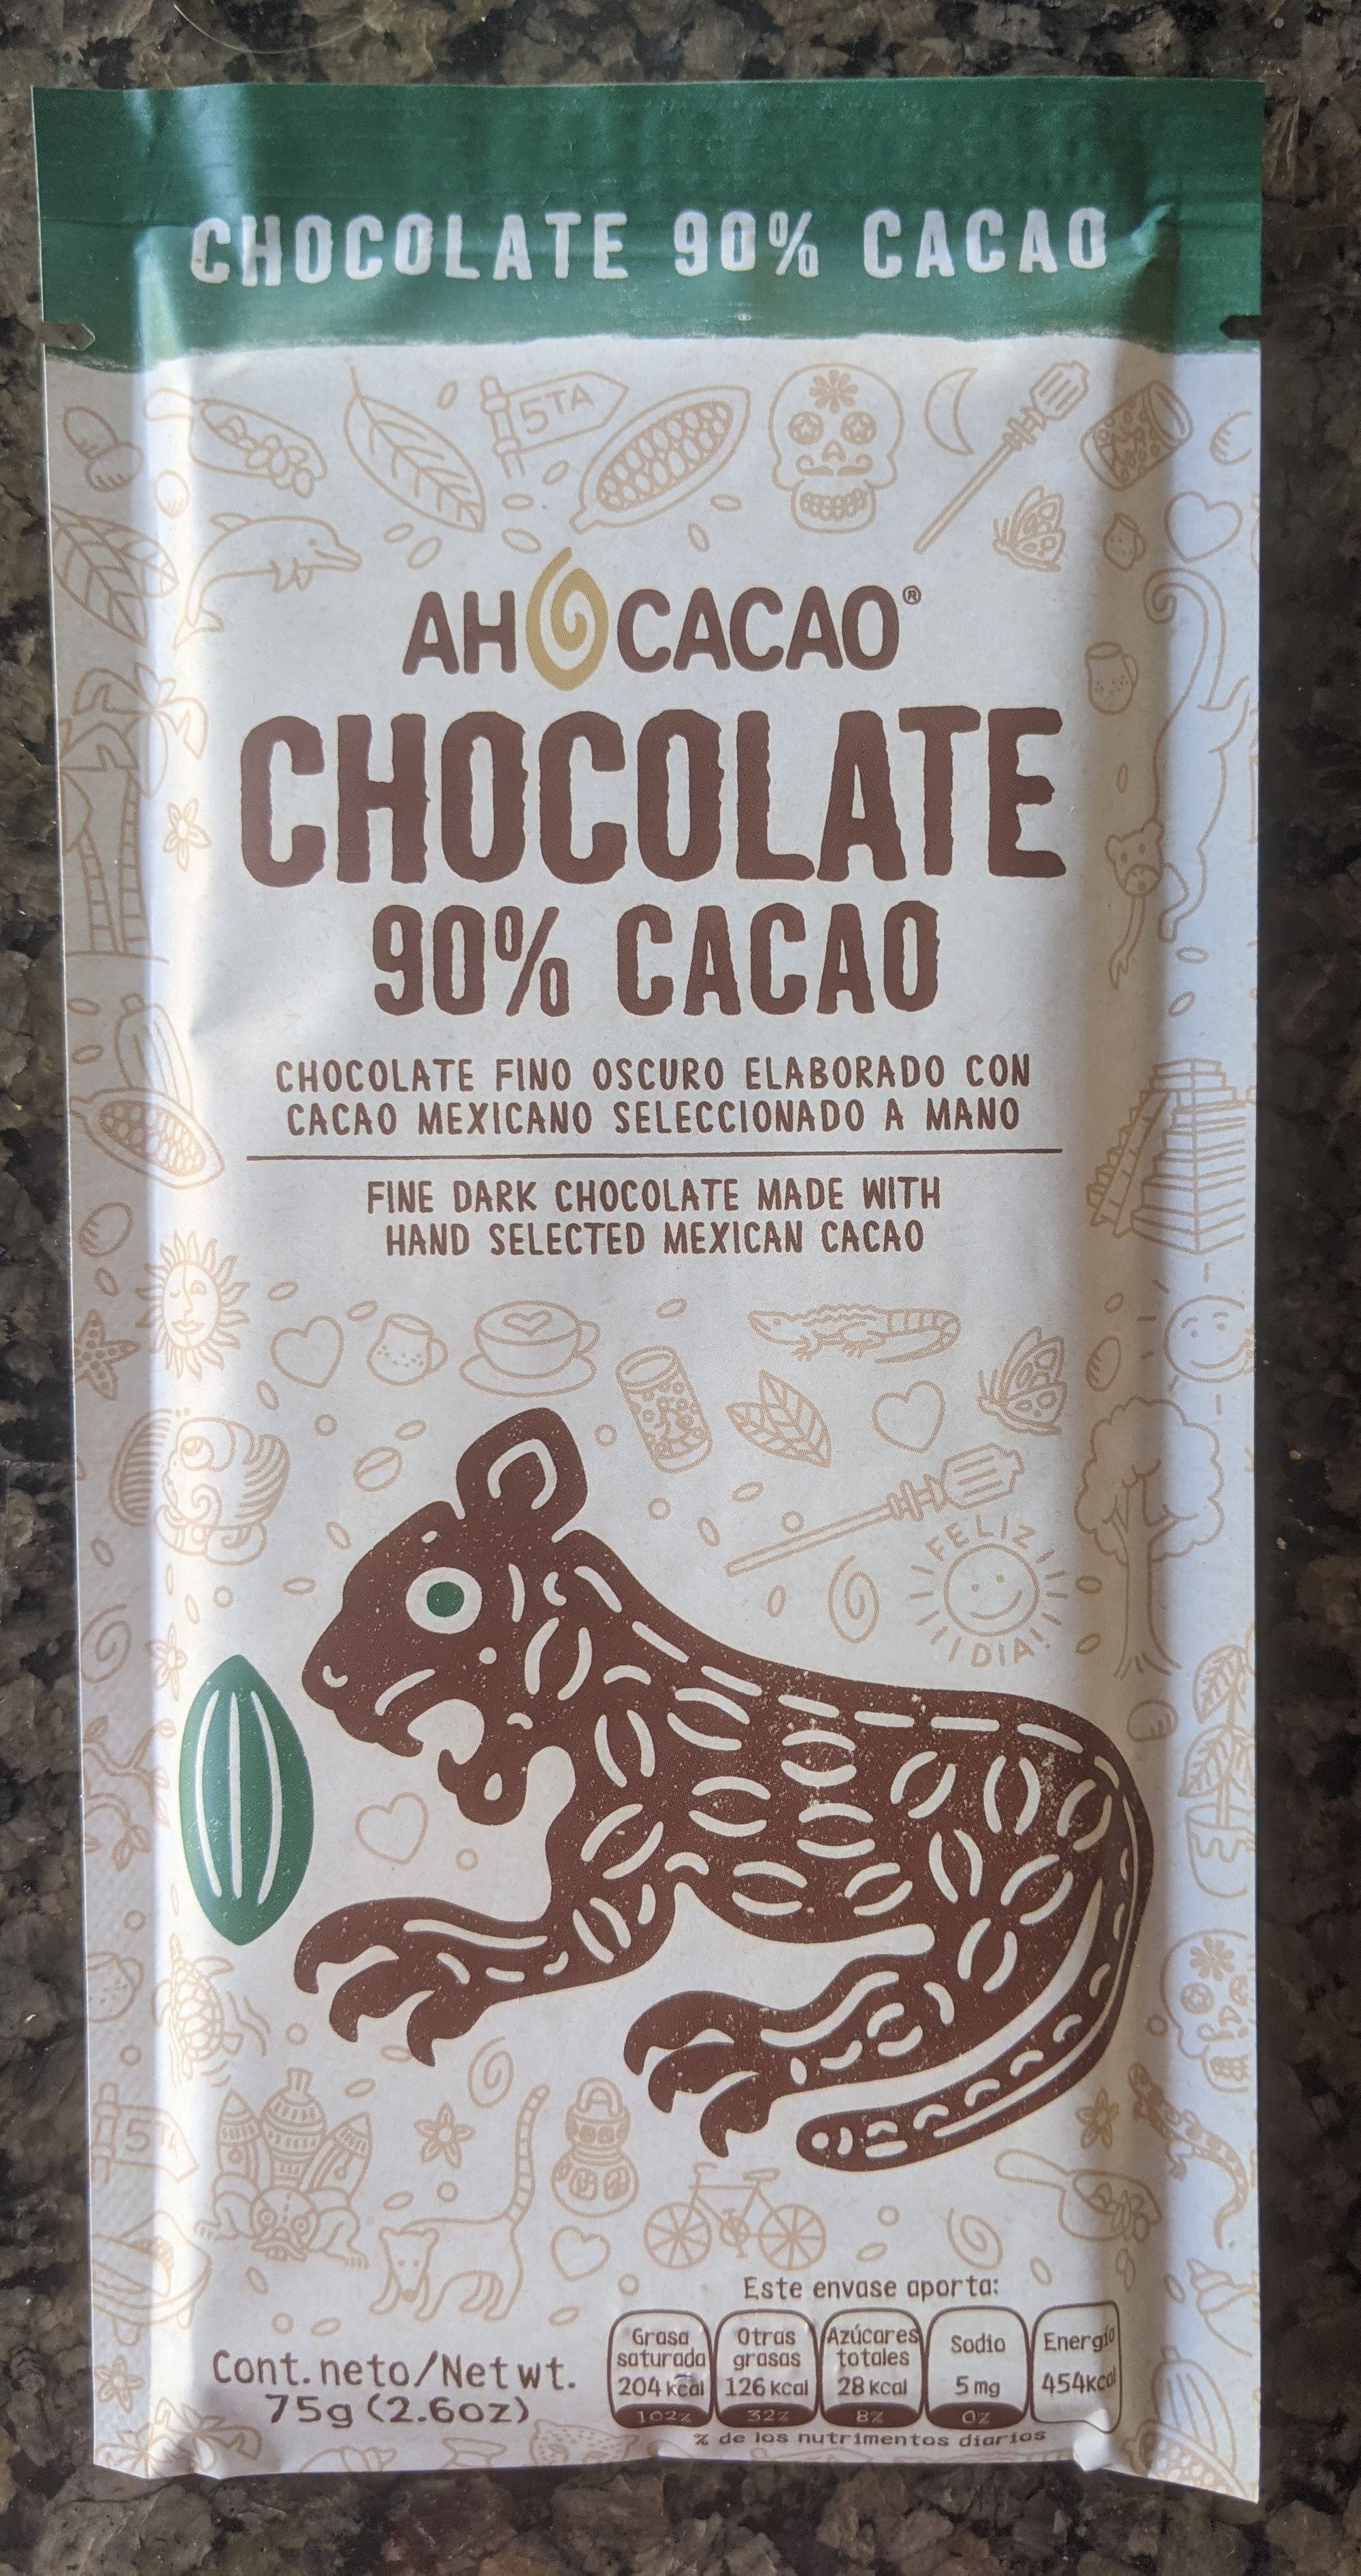 CHOCOLATE 90% CACAO
5TA
AH CACAO®
CHOCOLATE
90% CACAO
CHOCOLATE FINO OSCURO ELABORADO CON
CACAO MEXICANO SELECCIONADO A MANO
FINE DARK CHOCOLATE MADE WITH
HAND SELECTED MEXICAN CACAO
FELIZ
DIA!
5TA
Este envase aporta:
Grasa saturada 204 kcal 102%
Otras grasas 126 kcal 32%
Azúcares totales 28 kcal 8%
Sodio 5 mg 0%
Energía 454kcal
% de los nutrimentos diarios
Cont. neto/Net wt.
75g (2.6oz)